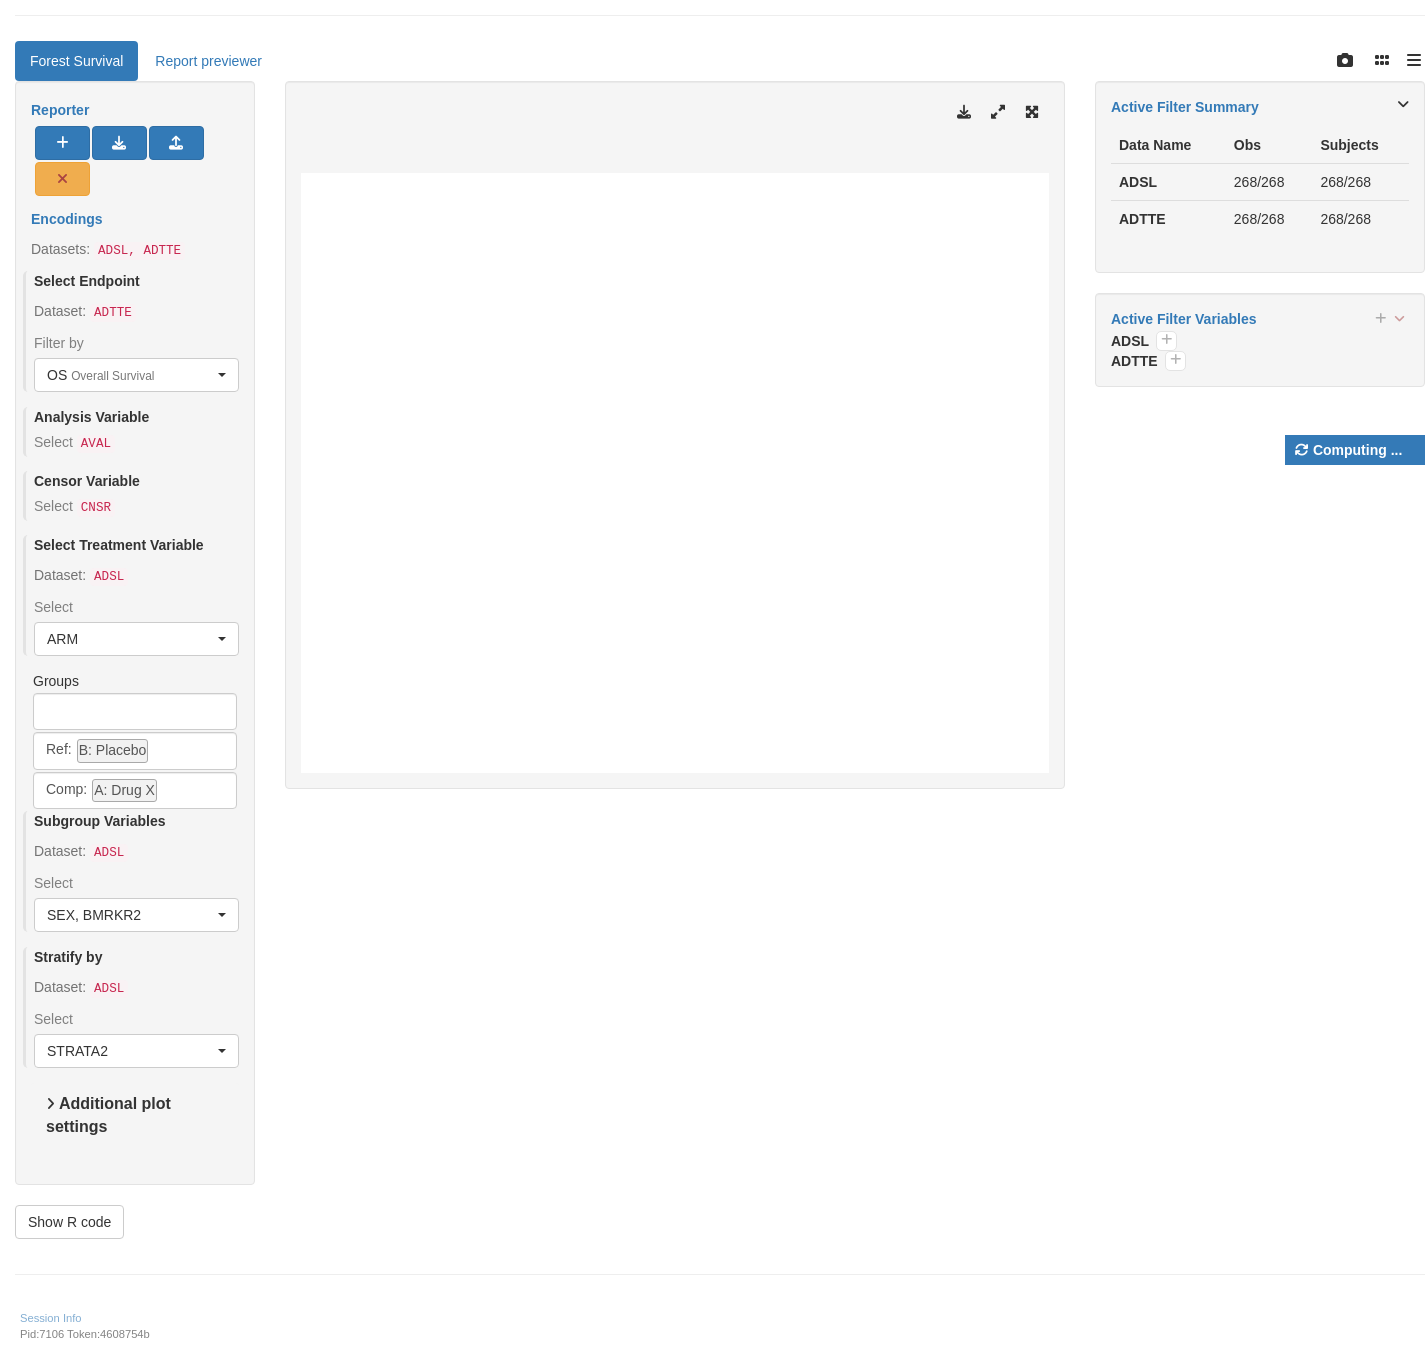 Forest Survival
Report previewer
Reporter
Encodings
Datasets: ADSL, ADTTE
Select Endpoint
Dataset: ADTTE
Filter by
OS Overall Survival
Analysis Variable
Select AVAL
Censor Variable
Select CNSR
Select Treatment Variable
Dataset: ADSL
Select
ARM
Groups
Ref: B: Placebo
Comp: A: Drug X
Subgroup Variables
Dataset: ADSL
Select
SEX, BMRKR2
Stratify by
Dataset: ADSL
Select
STRATA2
Additional plot
settings
Show R code
Active Filter Summary
Data Name Obs Subjects
ADSL 268/268 268/268
ADTTE 268/268 268/268
Active Filter Variables
ADSL
ADTTE
Computing ...
Session Info
Pid:7106 Token:4608754b